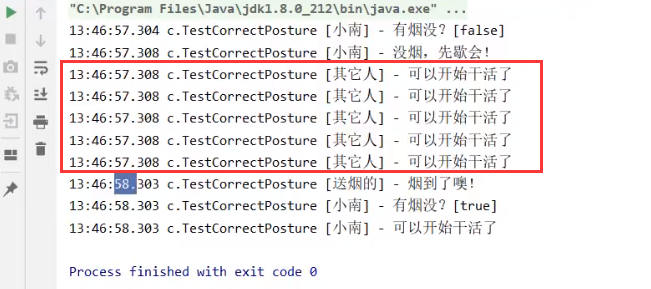 "C:\Program Files\Java\jdk1.8.0_212\bin\java.exe" ...
13:46:57.304 c.TestCorrectPosture [小南] - 有烟没？[false]
13:46:57.308 c.TestCorrectPosture [小南] - 没烟，先歇会！
13:46:57.308 c.TestCorrectPosture [其它人] - 可以开始干活了
13:46:57.308 c.TestCorrectPosture [其它人] - 可以开始干活了
13:46:57.308 c.TestCorrectPosture [其它人] - 可以开始干活了
13:46:57.308 c.TestCorrectPosture [其它人] - 可以开始干活了
13:46:57.308 c.TestCorrectPosture [其它人] - 可以开始干活了
13:46:58.303 c.TestCorrectPosture [送烟的] - 烟到了噢！
13:46:58.303 c.TestCorrectPosture [小南] - 有烟没？[true]
13:46:58.303 c.TestCorrectPosture [小南] - 可以开始干活了
Process finished with exit code 0